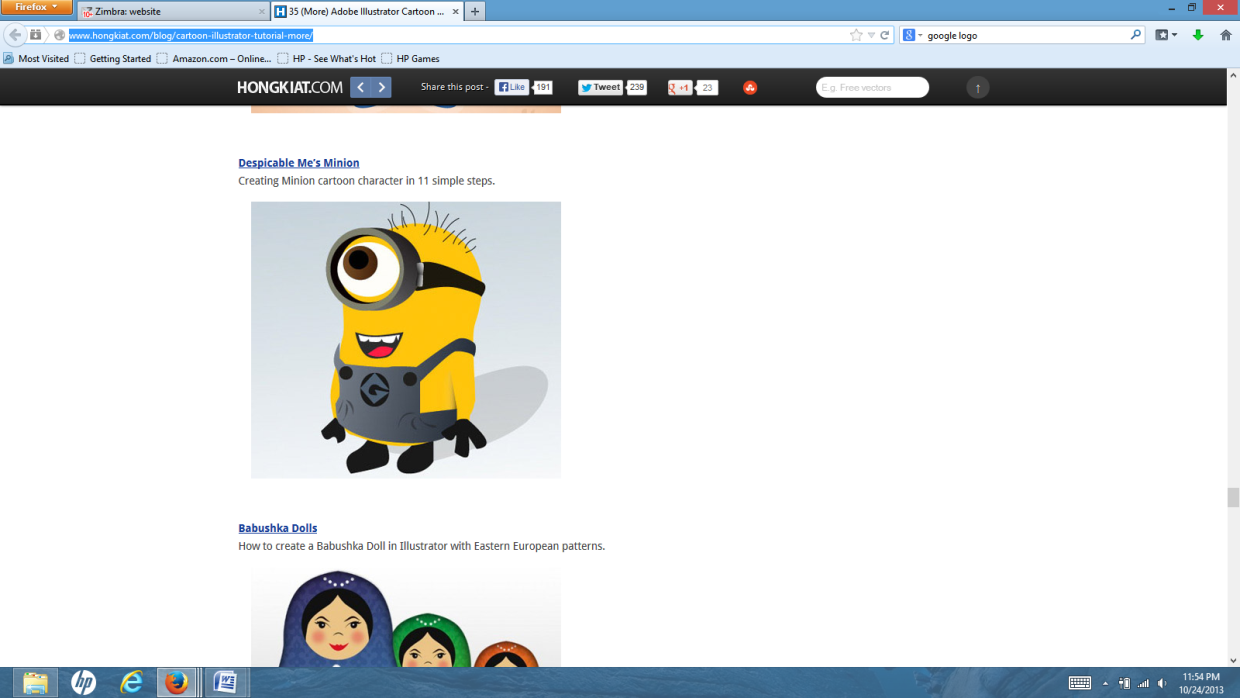 Firefox
Zimbra: website
35 (More) Adobe Illustrator Cartoon ...
www.hongkiat.com/blog/cartoon-illustrator-tutorial-more/
google logo
Most Visited
Getting Started
Amazon.com – Online...
HP - See What's Hot
HP Games
HONGKIAT.COM
Share this post -
Like
191
Tweet
239
+1
23
E.g. Free vectors
Despicable Me's Minion
Creating Minion cartoon character in 11 simple steps.
G
Babushka Dolls
How to create a Babushka Doll in Illustrator with Eastern European patterns.
11:54 PM
10/24/2013